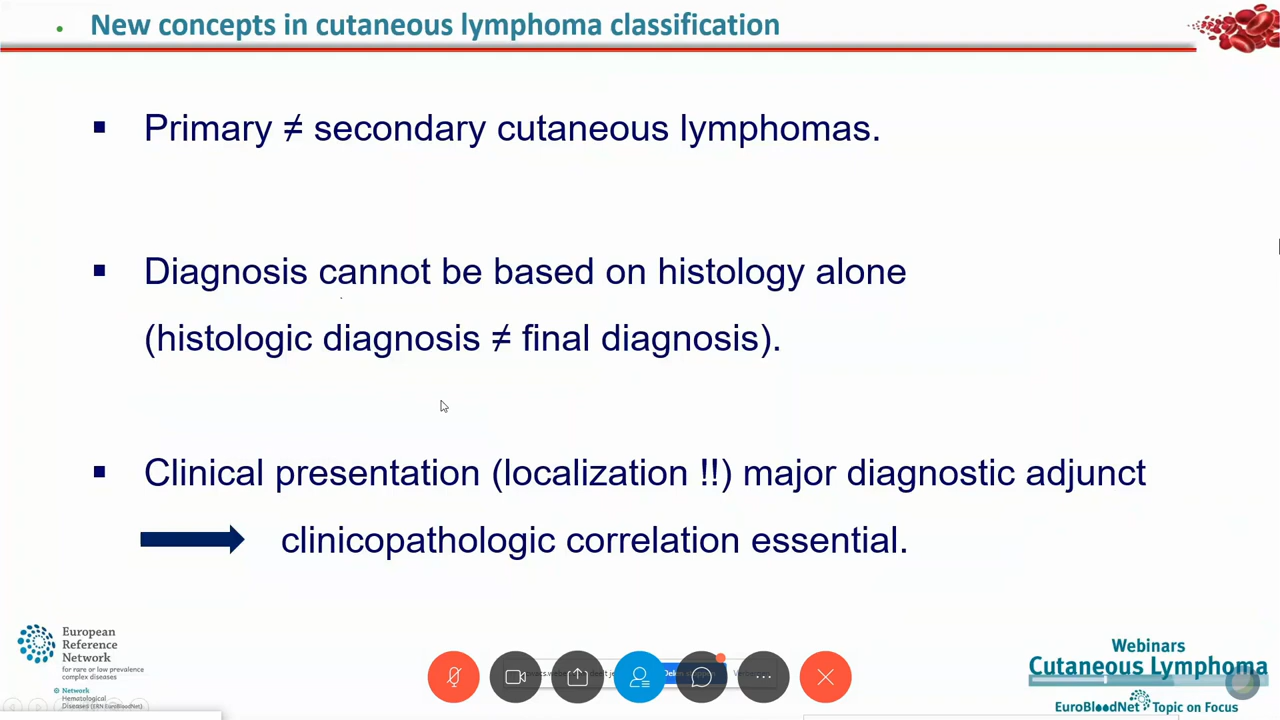 New concepts in cutaneous lymphoma classification
Primary ≠ secondary cutaneous lymphomas.
Diagnosis cannot be based on histology alone
(histologic diagnosis ≠ final diagnosis).
Clinical presentation (localization !!) major diagnostic adjunct
clinicopathologic correlation essential.
European
Reference
Network
for rare or low prevalence
complex diseases
Network
Hematological
Diseases (ERN EuroBloodNet)
Webinars
Cutaneous Lymphoma
EuroBloodNet Topic on Focus